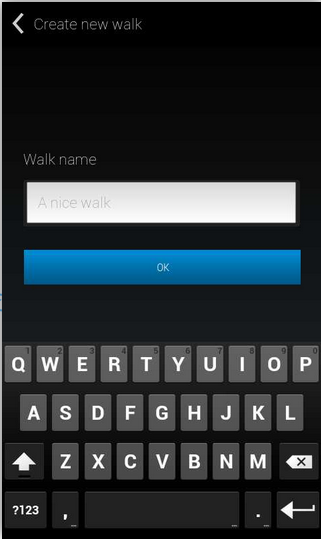 Create new walk
Walk name
A nice walk
OK
1 2 3 4 5 6 7 8 9 0
Q W E R T Y U I O P
A S D F G H J K L
Z X C V B N M
?123 , ... . ...